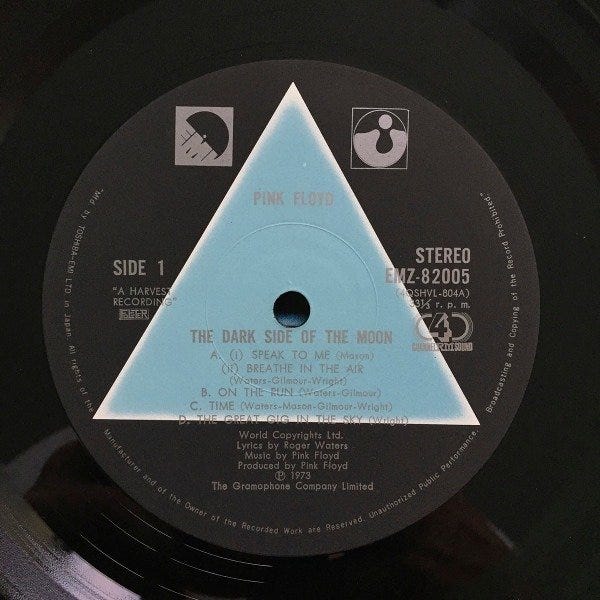 EMI
PINK FLOYD
SIDE 1
STEREO
EMZ-82005
"A HARVEST
RECORDING"
(4QSHVL-804A)
33⅓ r. p. m.
CD4
THE DARK SIDE OF THE MOON
A. (i) SPEAK TO ME (Mason)
(ii) BREATHE IN THE AIR
(Waters-Gilmour-Wright)
B. ON THE RUN (Waters-Gilmour)
C. TIME (Waters-Mason-Gilmour-Wright)
D. THE GREAT GIG IN THE SKY (Wright)
World Copyrights Ltd.
Lyrics by Roger Waters
Music by Pink Floyd
Produced by Pink Floyd
Ⓟ 1973
The Gramophone Company Limited
"Mfd by TOSHIBA-EMI LTD in Japan. All Rights of the Manufacturer and of the Owner of the Recorded Work are Reserved. Unauthorized Public Performance, Broadcasting and Copying of the Record Prohibited."